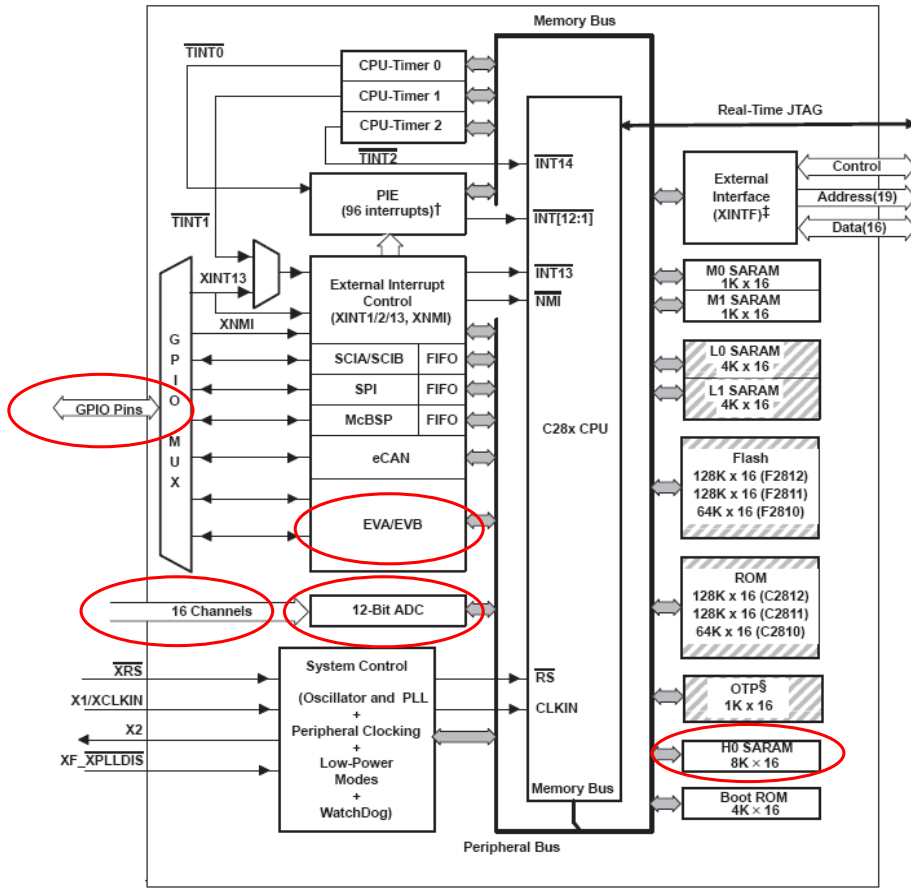 Memory Bus
TINT0
CPU-Timer 0
CPU-Timer 1
CPU-Timer 2
TINT2
Real-Time JTAG
INT14
PIE
(96 interrupts)†
INT[12:1]
External
Interface
(XINTF)‡
Control
Address(19)
Data(16)
TINT1
XINT13
External Interrupt
Control
(XINT1/2/13, XNMI)
INT13
NMI
M0 SARAM
1K x 16
M1 SARAM
1K x 16
XNMI
GPIO MUX
GPIO Pins
SCIA/SCIB
FIFO
SPI
FIFO
McBSP
FIFO
eCAN
EVA/EVB
C28x CPU
L0 SARAM
4K x 16
L1 SARAM
4K x 16
Flash
128K x 16 (F2812)
128K x 16 (F2811)
64K x 16 (F2810)
16 Channels
12-Bit ADC
ROM
128K x 16 (C2812)
128K x 16 (C2811)
64K x 16 (C2810)
XRS
X1/XCLKIN
X2
XF_XPLLDIS
System Control
(Oscillator and PLL
+
Peripheral Clocking
+
Low-Power
Modes
+
WatchDog)
RS
CLKIN
OTP§
1K x 16
H0 SARAM
8K × 16
Memory Bus
Boot ROM
4K × 16
Peripheral Bus